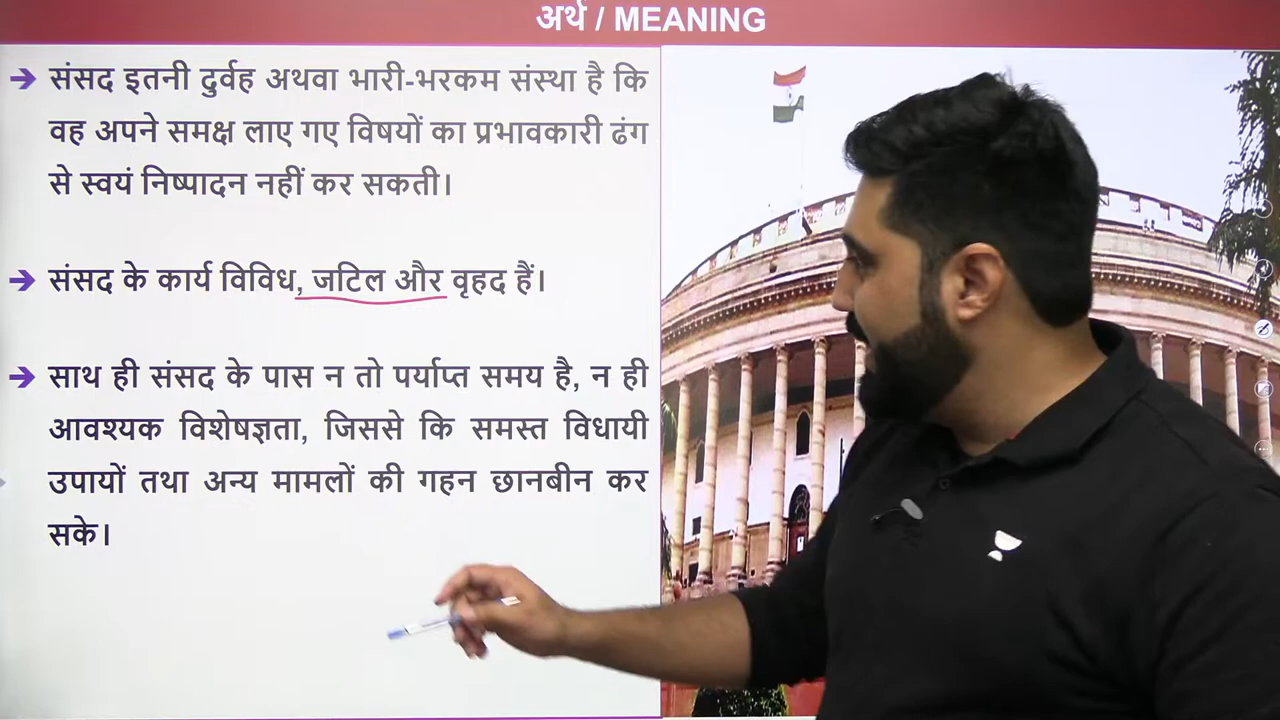 अर्थ / MEANING
संसद इतनी दुर्वह अथवा भारी-भरकम संस्था है कि
वह अपने समक्ष लाए गए विषयों का प्रभावकारी ढंग
से स्वयं निष्पादन नहीं कर सकती।
संसद के कार्य विविध, जटिल और वृहद हैं।
साथ ही संसद के पास न तो पर्याप्त समय है, न ही
आवश्यक विशेषज्ञता, जिससे कि समस्त विधायी
उपायों तथा अन्य मामलों की गहन छानबीन कर
सके।